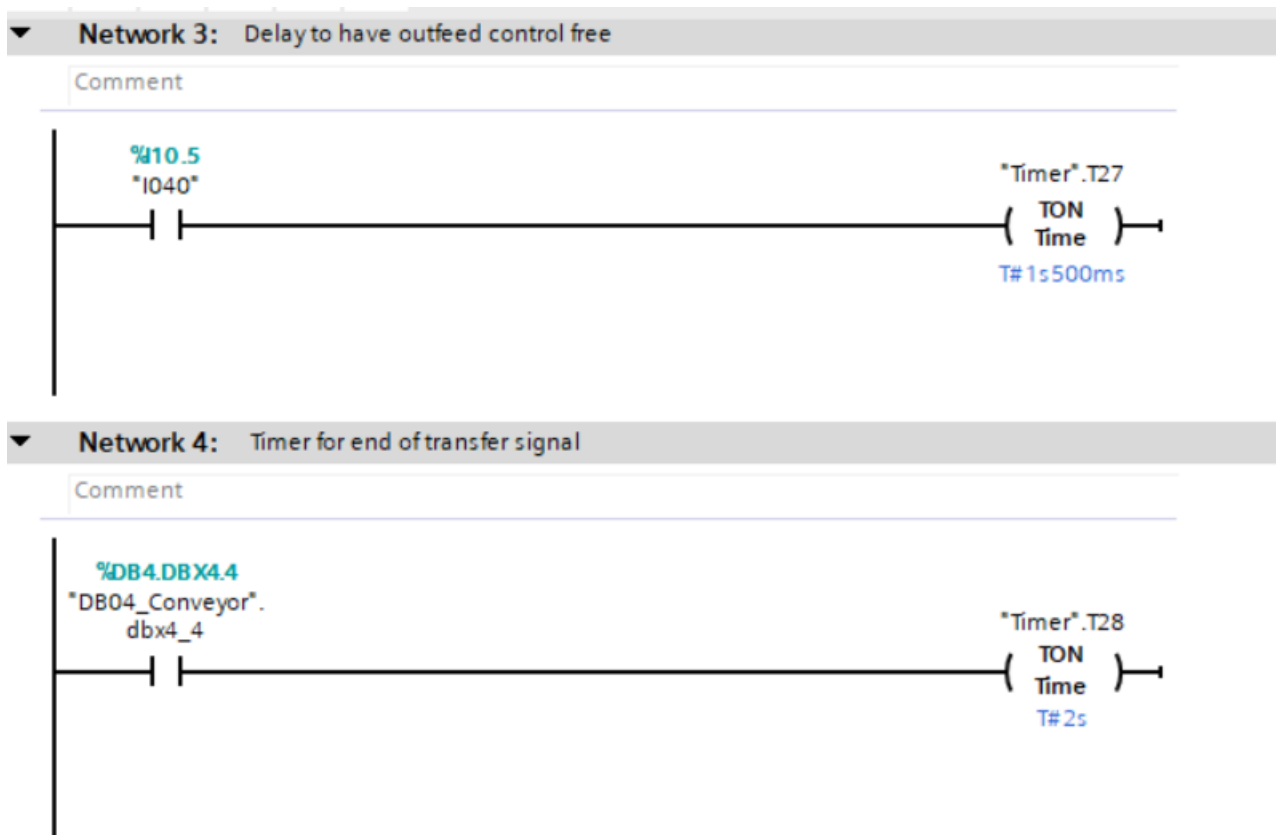 Network 3: Delay to have outfeed control free
Comment
%I10.5
"I040"
"Timer".T27
TON
Time
T#1s500ms
Network 4: Timer for end of transfer signal
Comment
%DB4.DBX4.4
"DB04_Conveyor".
dbx4_4
"Timer".T28
TON
Time
T#2s